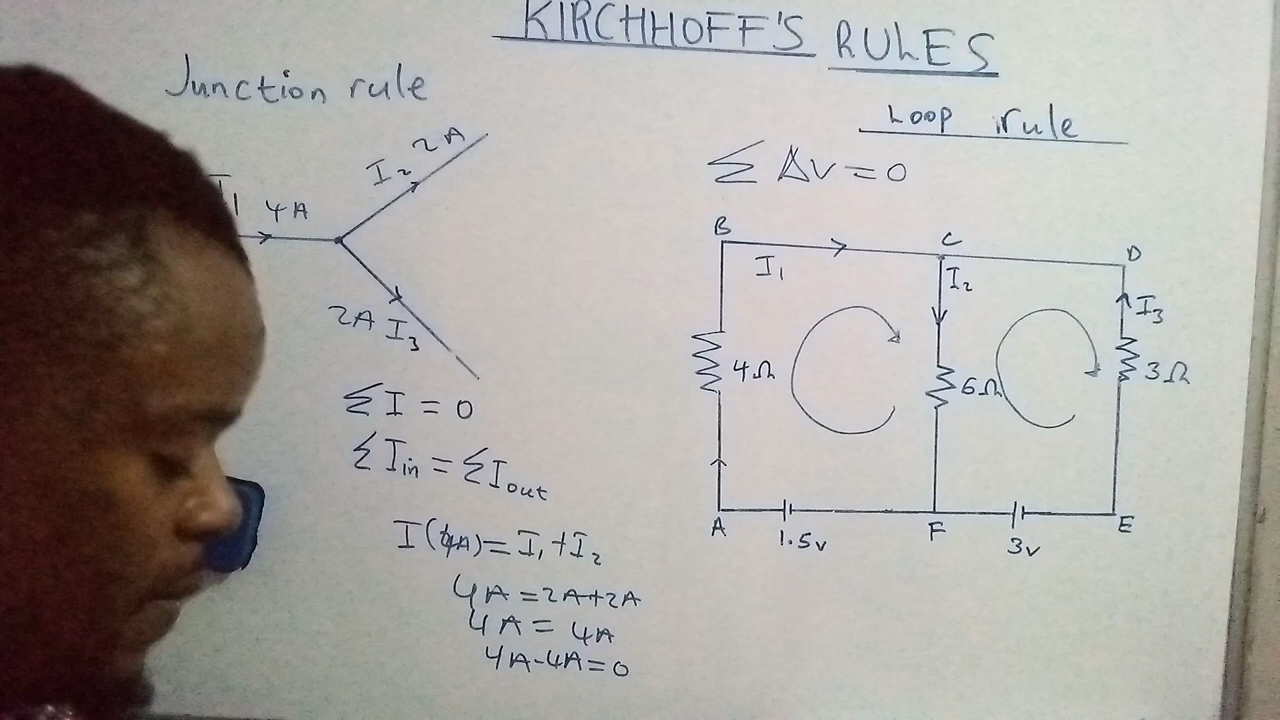 KIRCHHOFF'S RULES
Junction rule
I₁ 4A
I₂ 2A
2A I₃
ΣI = 0
ΣIin = ΣIout
I(4A) = I₁ + I₂
4A = 2A+2A
4A = 4A
4A-4A=0
Loop rule
Σ ΔV = 0
B
C
D
I₁
I₂
I₃
4Ω
6Ω
3Ω
A
F
E
1.5v
3v